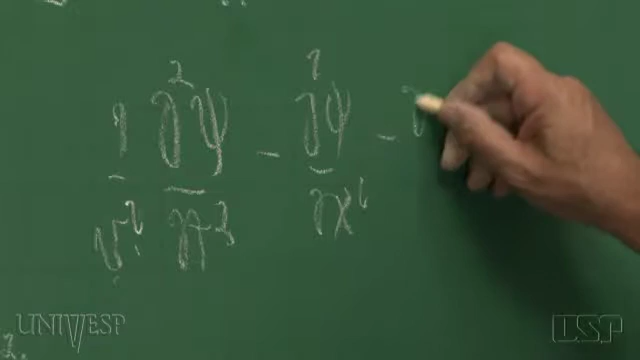 1/v² ∂²ψ/∂t² - ∂²ψ/∂x² - ∂
UNIVESP
USP